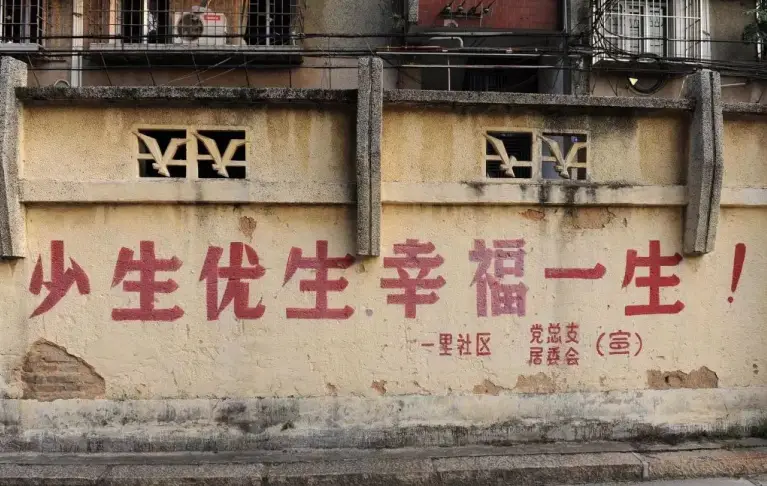 少生优生幸福一生！
一里社区 党总支 居委会 （宣）